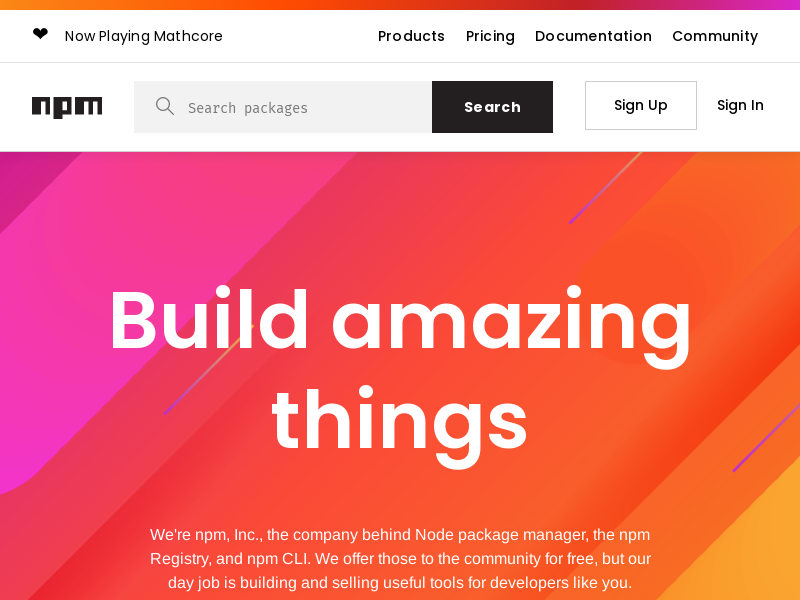 ❤ Now Playing Mathcore
Products Pricing Documentation Community
npm
Search packages
Search
Sign Up
Sign In
Build amazing
things
We're npm, Inc., the company behind Node package manager, the npm
Registry, and npm CLI. We offer those to the community for free, but our
day job is building and selling useful tools for developers like you.